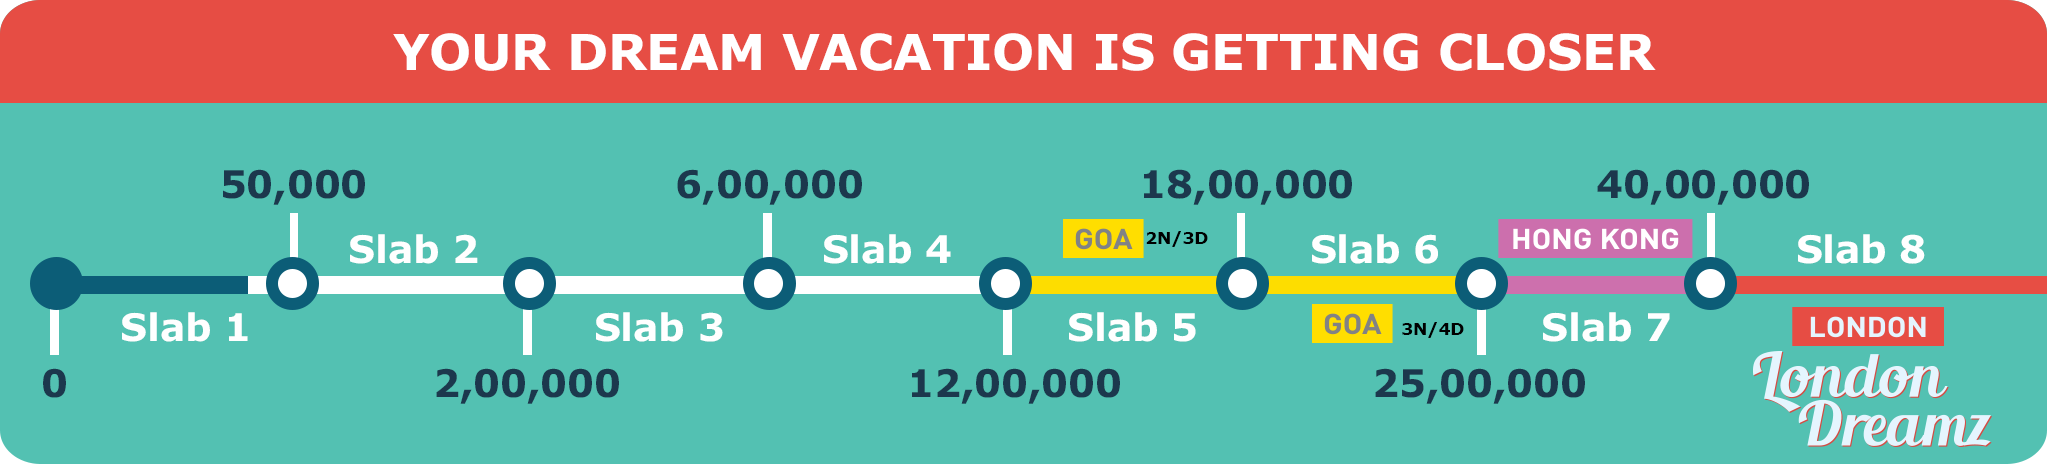 YOUR DREAM VACATION IS GETTING CLOSER
50,000
6,00,000
18,00,000
40,00,000
Slab 2
Slab 4
GOA 2N/3D
Slab 6
HONG KONG
Slab 8
Slab 1
Slab 3
Slab 5
GOA 3N/4D
Slab 7
LONDON
0
2,00,000
12,00,000
25,00,000
London
Dreamz